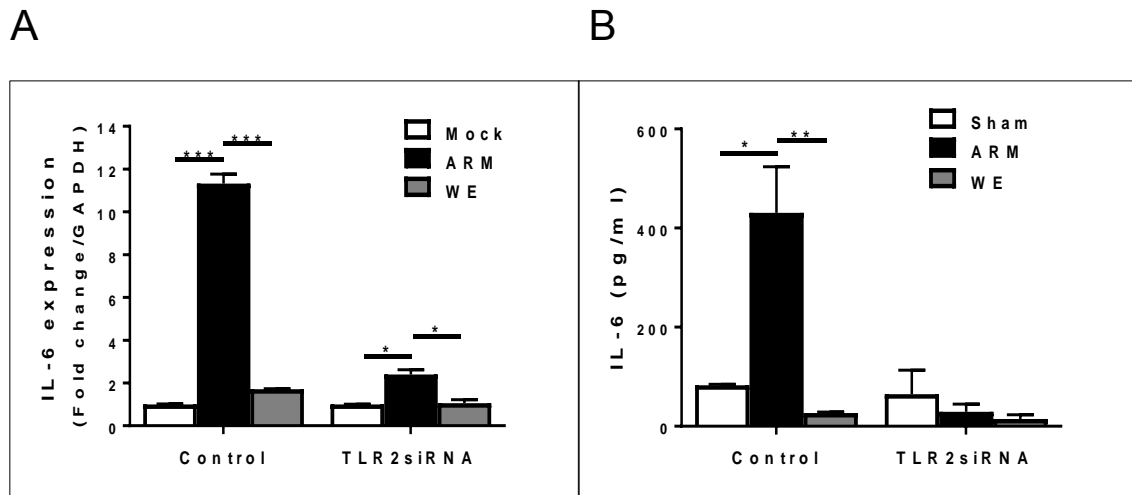 A
B
IL-6 expression
(Fold change/GAPDH)
14
12
10
8
6
4
2
0
***
***
*
*
Mock
ARM
WE
Control
TLR2siRNA
IL-6 (pg/ml)
600
400
200
0
*
**
Sham
ARM
WE
Control
TLR2siRNA